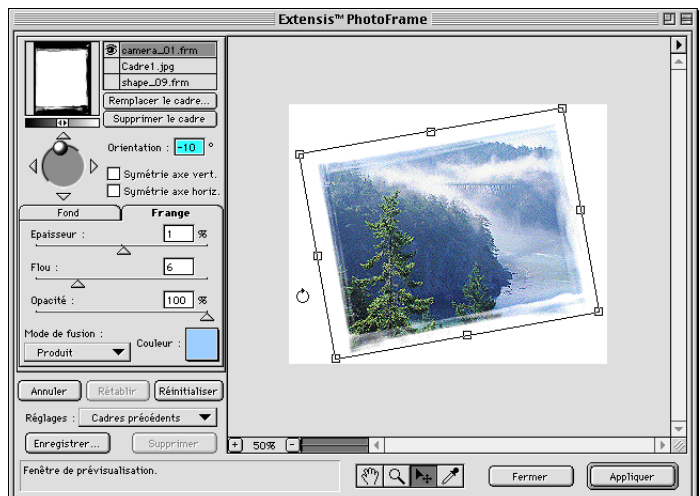 Extensis™ PhotoFrame
camera_01.frm
Cadre1.jpg
shape_09.frm
Remplacer le cadre...
Supprimer le cadre
Orientation : -10 °
Symétrie axe vert.
Symétrie axe horiz.
Fond
Frange
Epaisseur : 1 %
Flou : 6
Opacité : 100 %
Mode de fusion :
Produit
Couleur :
Annuler
Rétablir
Réinitialiser
Réglages : Cadres précédents
Enregistrer...
Supprimer
50%
Fenêtre de prévisualisation.
Fermer
Appliquer